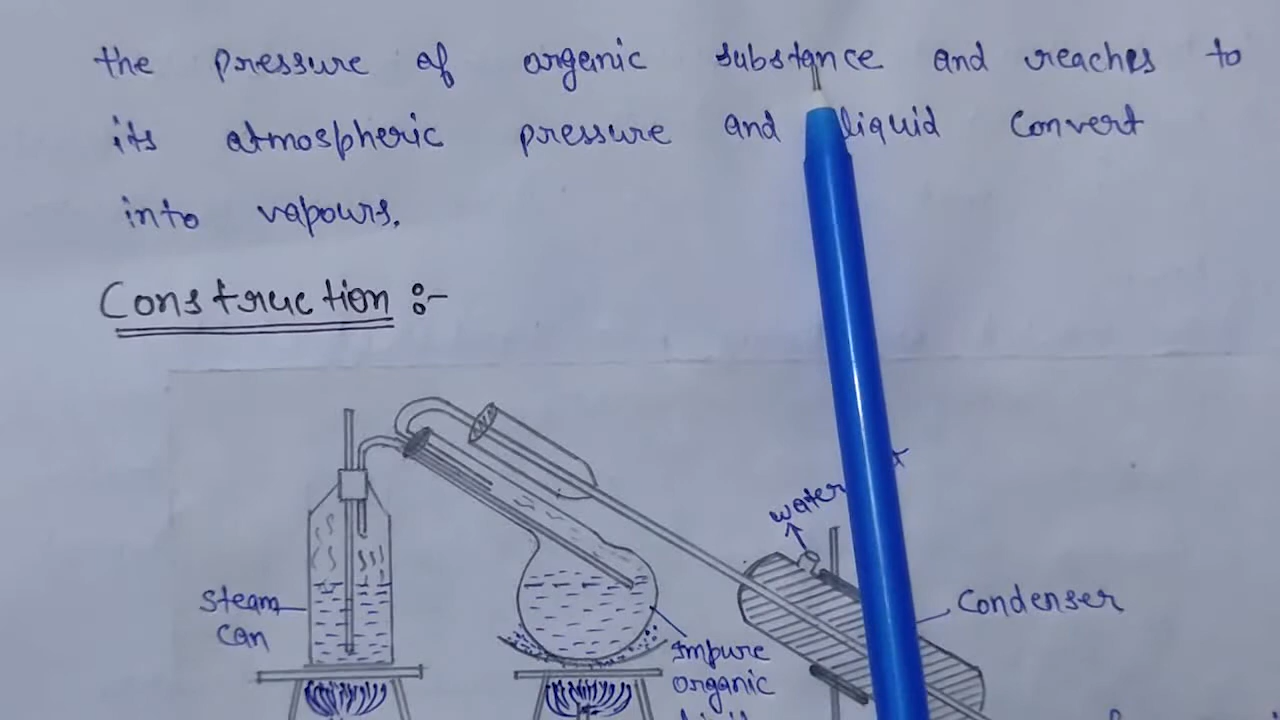 the pressure of organic substance and reaches to
its atmospheric pressure and liquid convert
into vapours.
Construction :-
water
Steam
can
Condenser
Impure
organic